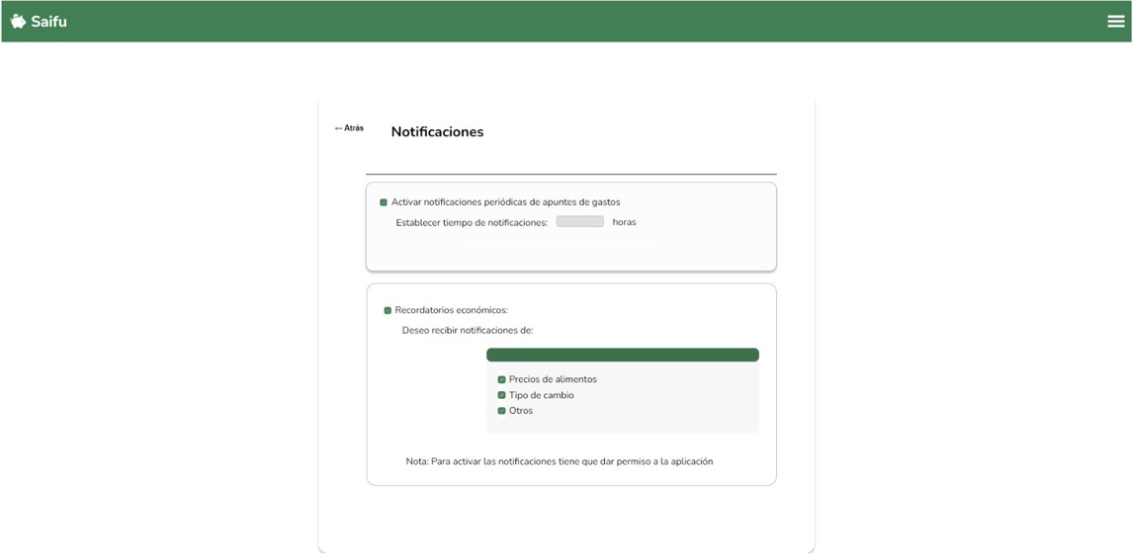 Saifu
← Atrás
Notificaciones
Activar notificaciones periódicas de apuntes de gastos
Establecer tiempo de notificaciones: horas
Recordatorios económicos:
Deseo recibir notificaciones de:
Precios de alimentos
Tipo de cambio
Otros
Nota: Para activar las notificaciones tiene que dar permiso a la aplicación